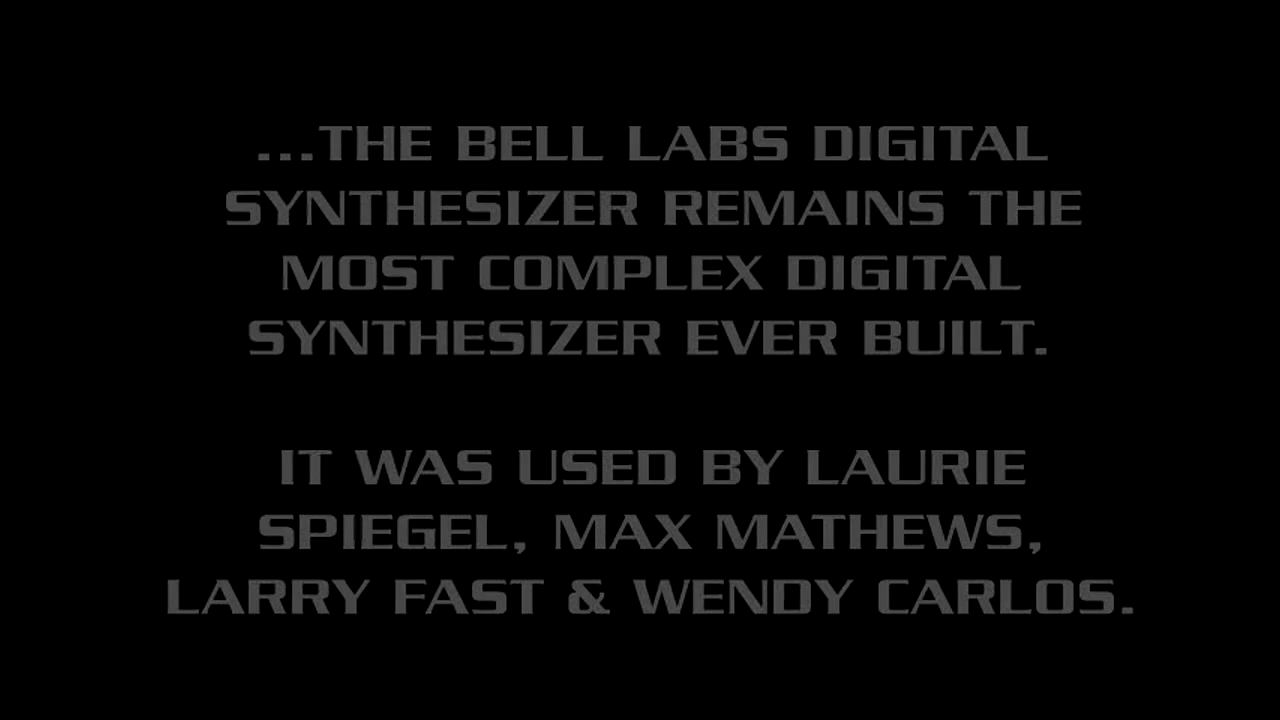 ...THE BELL LABS DIGITAL
SYNTHESIZER REMAINS THE
MOST COMPLEX DIGITAL
SYNTHESIZER EVER BUILT.
IT WAS USED BY LAURIE
SPIEGEL, MAX MATHEWS,
LARRY FAST & WENDY CARLOS.